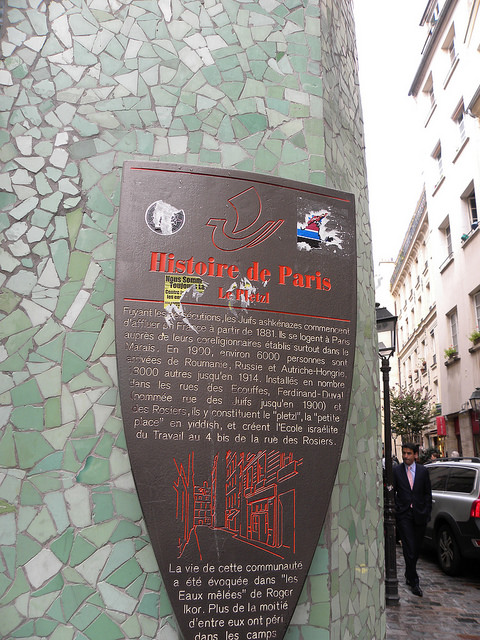 Histoire de Paris
Le Pletzl
Nous Somm
Toujours La
Fuyant les persécutions, les Juifs ashkénazes commencent
d'affluer en France à partir de 1881. Ils se logent à Paris
auprès de leurs coreligionnaires établis surtout dans le
Marais. En 1900, environ 6000 personnes sont
arrivées de Roumanie, Russie et Autriche-Hongrie,
13000 autres jusqu'en 1914. Installés en nombre
dans les rues des Ecouffes, Ferdinand-Duval
(nommée rue des Juifs jusqu'en 1900) et
des Rosiers, ils y constituent le "pletzl", la "petite
place" en yiddish, et créent l'Ecole israélite
du Travail au 4 bis de la rue des Rosiers.
La vie de cette communauté
a été évoquée dans "les
Eaux mêlées" de Roger
Ikor. Plus de la moitié
d'entre eux ont péri
dans les camps